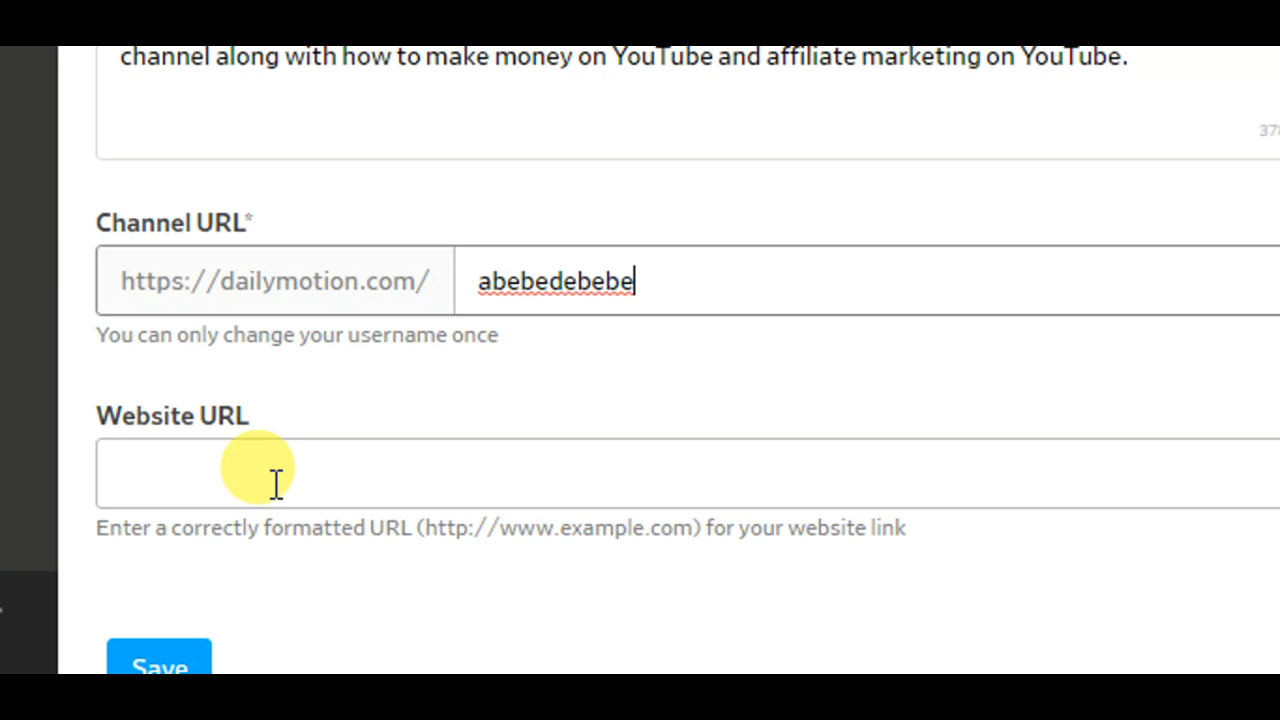 channel along with how to make money on YouTube and affiliate marketing on YouTube.
Channel URL*
https://dailymotion.com/ abebedebebe
You can only change your username once
Website URL
Enter a correctly formatted URL (http://www.example.com) for your website link
Save